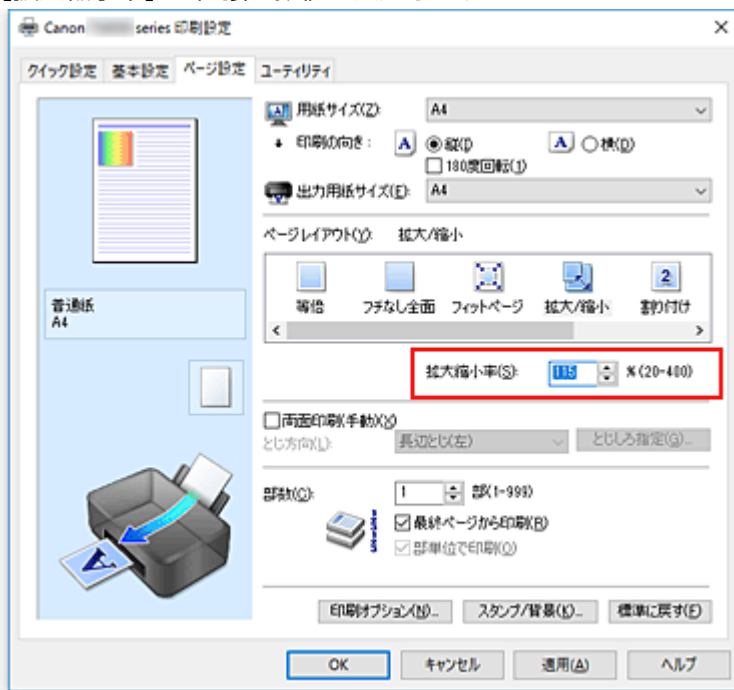 Canon series 印刷設定
クイック設定 基本設定 ページ設定 ユーティリティ
用紙サイズ(Z): A4
印刷の向き: A 縦(I) A 横(D)
180度回転(1)
出力用紙サイズ(E): A4
ページレイアウト(Y): 拡大/縮小
等倍 フチなし全面 フィットページ 拡大/縮小 割り付け
普通紙
A4
拡大縮小率(S): 115 % (20-400)
両面印刷(手動)(X)
とじ方向(L): 長辺とじ(左) とじしろ指定(G)...
部数(C): 1 部(1-999)
最終ページから印刷(R)
部単位で印刷(O)
印刷オプション(N)... スタンプ/背景(K)... 標準に戻す(F)
OK キャンセル 適用(A) ヘルプ